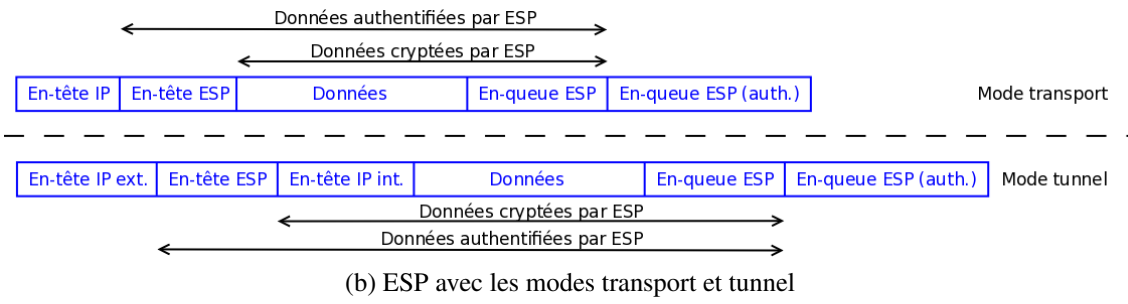 Données authentifiées par ESP
Données cryptées par ESP
En-tête IP En-tête ESP Données En-queue ESP En-queue ESP (auth.) Mode transport
En-tête IP ext. En-tête ESP En-tête IP int. Données En-queue ESP En-queue ESP (auth.) Mode tunnel
Données cryptées par ESP
Données authentifiées par ESP
(b) ESP avec les modes transport et tunnel